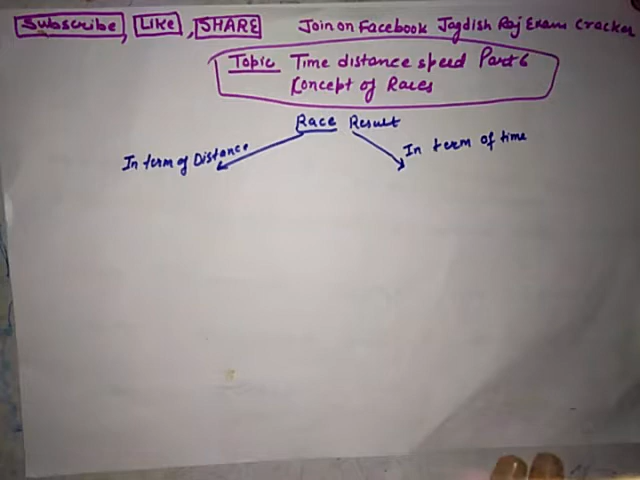 Subscribe, LIKE, SHARE Join on Facebook Jagdish Raj Exam Cracker
Topic Time distance speed Part 6
Concept of Races
Race Result
In term of Distance
In term of time